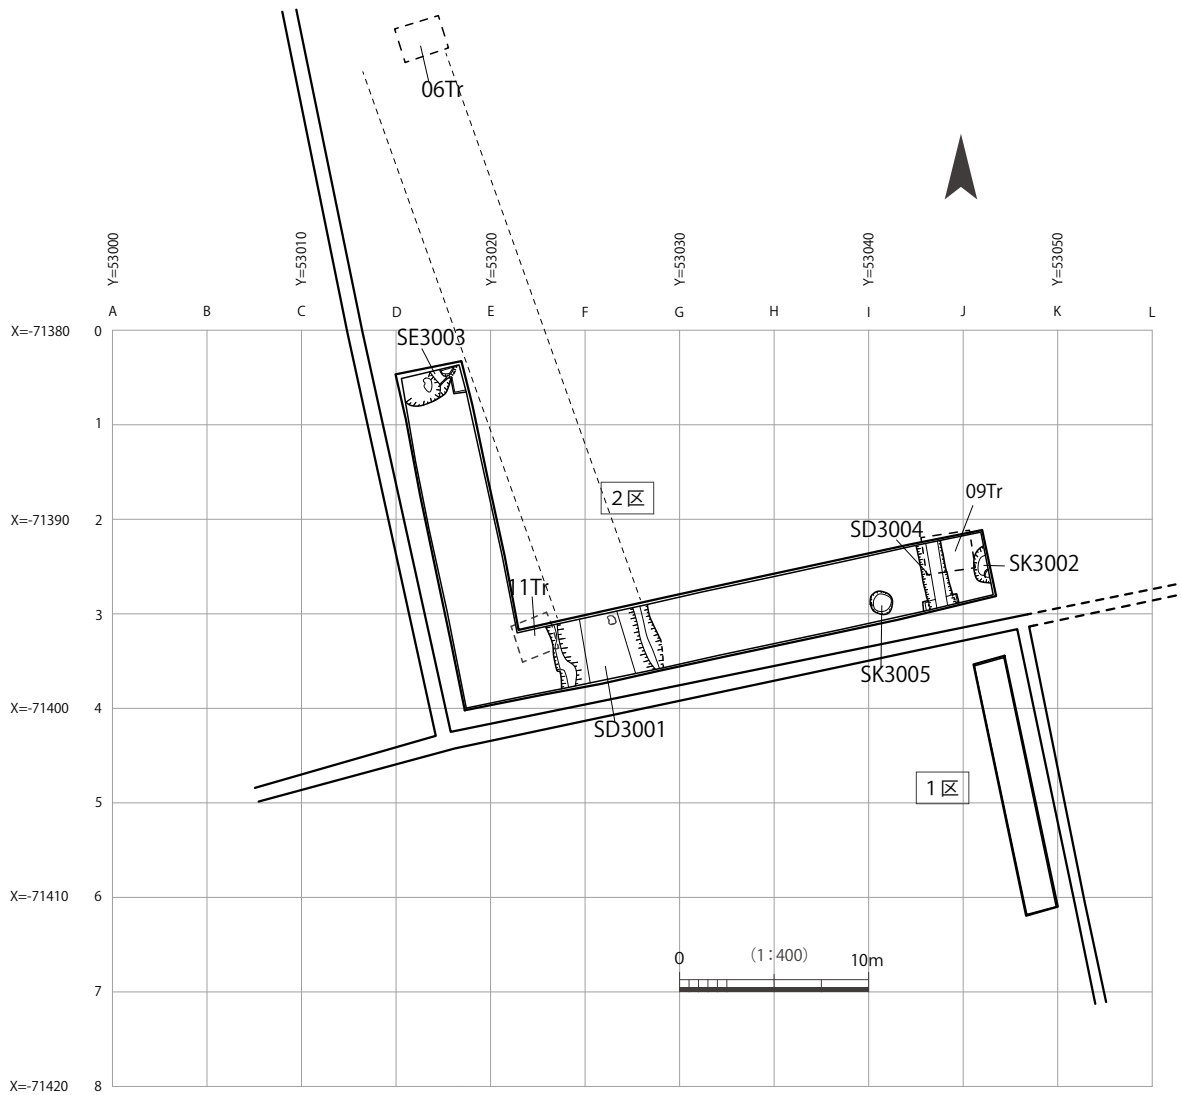 06Tr
Y=53000
Y=53010
Y=53020
Y=53030
Y=53040
Y=53050
A B C D E F G H I J K L
X=-71380 0
SE3003
1
2区
09Tr
X=-71390 2
SD3004
SK3002
11Tr
3
SK3005
X=-71400 4
SD3001
1区
5
X=-71410 6
0 (1:400) 10m
7
X=-71420 8